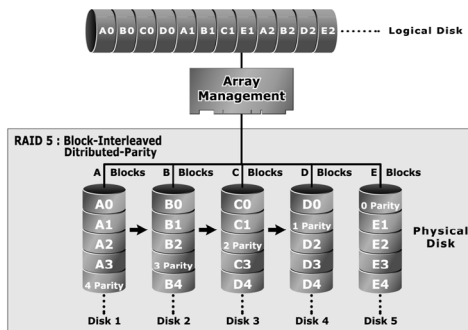 A0 B0 C0 D0 A1 B1 C1 E1 A2 B2 D2 E2 Logical Disk
Array
Management
RAID 5 : Block-Interleaved
Ditributed-Parity
A Blocks B Blocks C Blocks D Blocks E Blocks
A0 B0 C0 D0 0 Parity
A1 B1 C1 1 Parity E1
A2 B2 2 Parity D2 E2
A3 3 Parity C3 D3 E3
4 Parity B4 D4 D4 E4
Physical
Disk
Disk 1 Disk 2 Disk 3 Disk 4 Disk 5